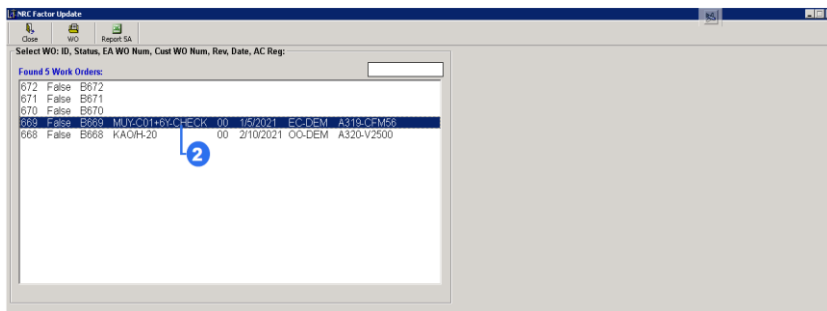 NRC Factor Update
Close WO Report SA
Select WO: ID, Status, EA WO Num, Cust WO Num, Rev, Date, AC Reg:
Found 5 Work Orders:
672 False B672
671 False B671
670 False B670
669 False B669 MUY-C01+6Y-CHECK 00 1/5/2021 EC-DEM A319-CFM56
668 False B668 KAO/H-20 00 2/10/2021 OO-DEM A320-V2500
2